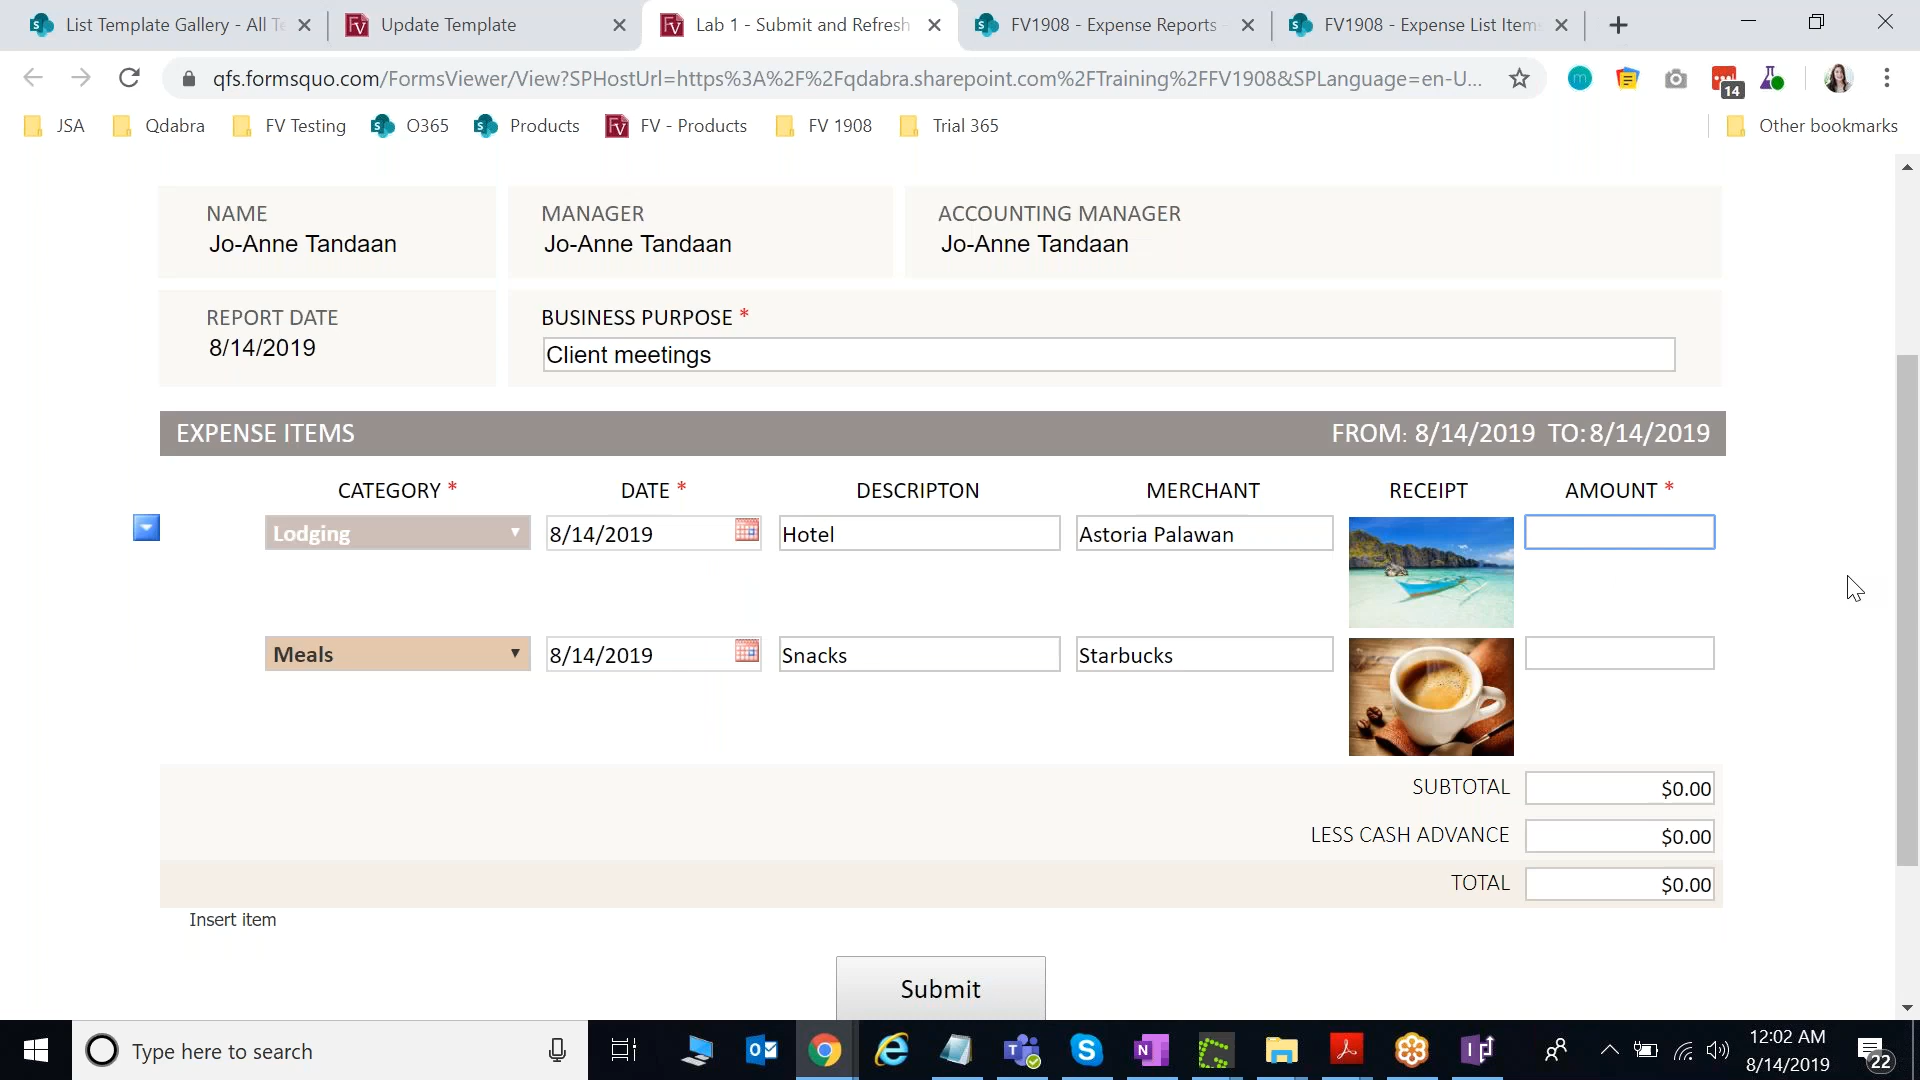 List Template Gallery - All Te
Update Template
Lab 1 - Submit and Refresh
FV1908 - Expense Reports -
FV1908 - Expense List Items
qfs.formsquo.com/FormsViewer/View?SPHostUrl=https%3A%2F%2Fqdabra.sharepoint.com%2FTraining%2FFV1908&SPLanguage=en-U...
14
JSA
Qdabra
FV Testing
O365
Products
FV - Products
FV 1908
Trial 365
Other bookmarks
NAME
Jo-Anne Tandaan
MANAGER
Jo-Anne Tandaan
ACCOUNTING MANAGER
Jo-Anne Tandaan
REPORT DATE
8/14/2019
BUSINESS PURPOSE *
Client meetings
EXPENSE ITEMS
FROM: 8/14/2019 TO: 8/14/2019
CATEGORY * DATE * DESCRIPTON MERCHANT RECEIPT AMOUNT *
Lodging 8/14/2019 Hotel Astoria Palawan
Meals 8/14/2019 Snacks Starbucks
SUBTOTAL $0.00
LESS CASH ADVANCE $0.00
TOTAL $0.00
Insert item
Submit
Type here to search
12:02 AM
8/14/2019
22